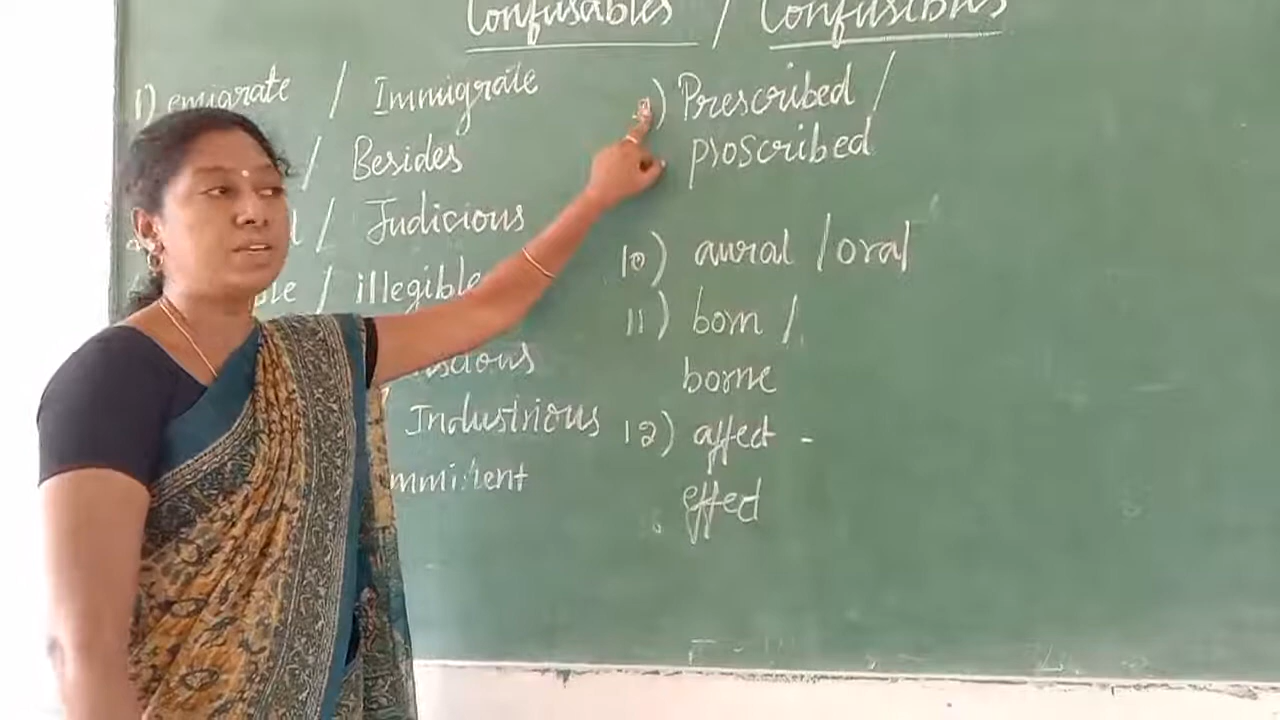 Confusables / Confusibles
1) emigrate / Immigrate
/ Besides
/ Judicious
/ illegible
Industrious
) Prescribed /
proscribed
10) aural / oral
11) born /
borne
12) affect -
effect